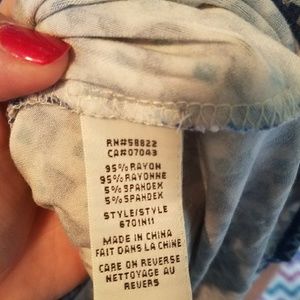 RN#58822
CA#07043
95% RAYON
95% RAYONNE
5% SPANDEX
5% SPANDEX
STYLE/STYLE
6701H11
MADE IN CHINA
FAIT DANS LA CHINE
CARE ON REVERSE
NETTOYAGE AU
REVERS